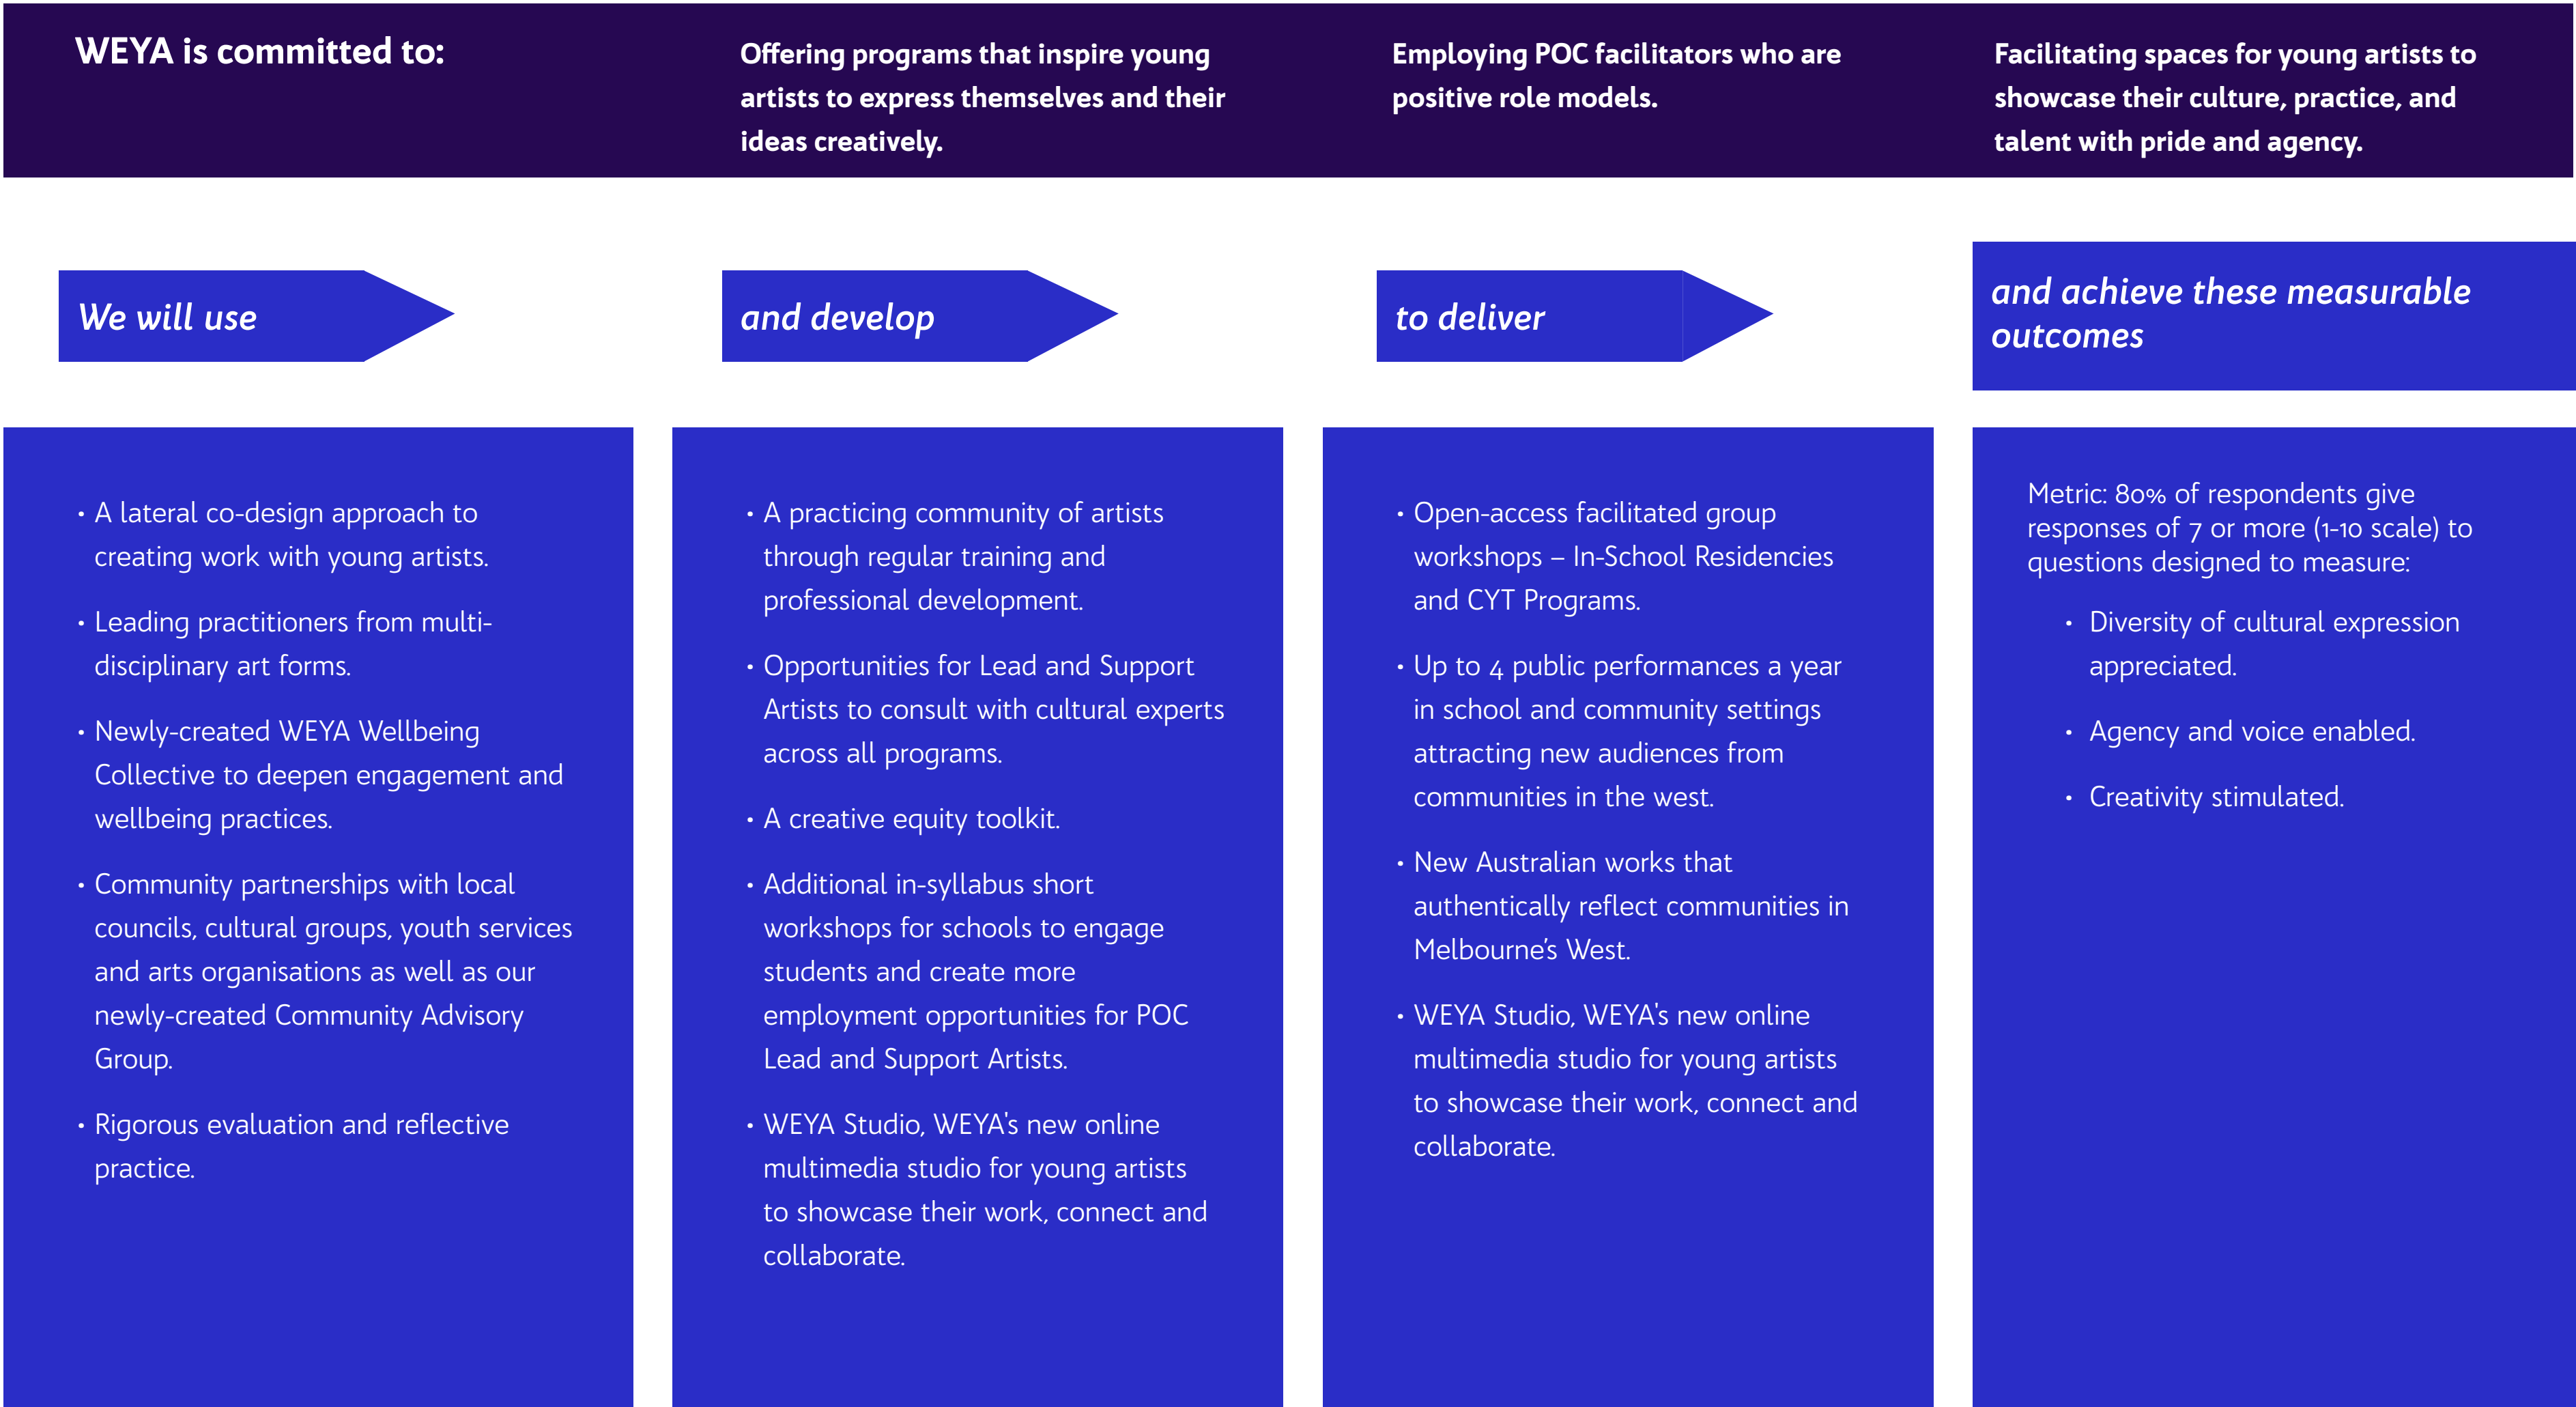 WEYA is committed to:
Offering programs that inspire young
artists to express themselves and their
ideas creatively.
Employing POC facilitators who are
positive role models.
Facilitating spaces for young artists to
showcase their culture, practice, and
talent with pride and agency.
We will use
and develop
to deliver
and achieve these measurable
outcomes
• A lateral co-design approach to
creating work with young artists.
• Leading practitioners from multi-
disciplinary art forms.
• Newly-created WEYA Wellbeing
Collective to deepen engagement and
wellbeing practices.
• Community partnerships with local
councils, cultural groups, youth services
and arts organisations as well as our
newly-created Community Advisory
Group.
• Rigorous evaluation and reflective
practice.
• A practicing community of artists
through regular training and
professional development.
• Opportunities for Lead and Support
Artists to consult with cultural experts
across all programs.
• A creative equity toolkit.
• Additional in-syllabus short
workshops for schools to engage
students and create more
employment opportunities for POC
Lead and Support Artists.
• WEYA Studio, WEYA's new online
multimedia studio for young artists
to showcase their work, connect and
collaborate.
• Open-access facilitated group
workshops – In-School Residencies
and CYT Programs.
• Up to 4 public performances a year
in school and community settings
attracting new audiences from
communities in the west.
• New Australian works that
authentically reflect communities in
Melbourne’s West.
• WEYA Studio, WEYA's new online
multimedia studio for young artists
to showcase their work, connect and
collaborate.
Metric: 80% of respondents give
responses of 7 or more (1-10 scale) to
questions designed to measure:
• Diversity of cultural expression
appreciated.
• Agency and voice enabled.
• Creativity stimulated.